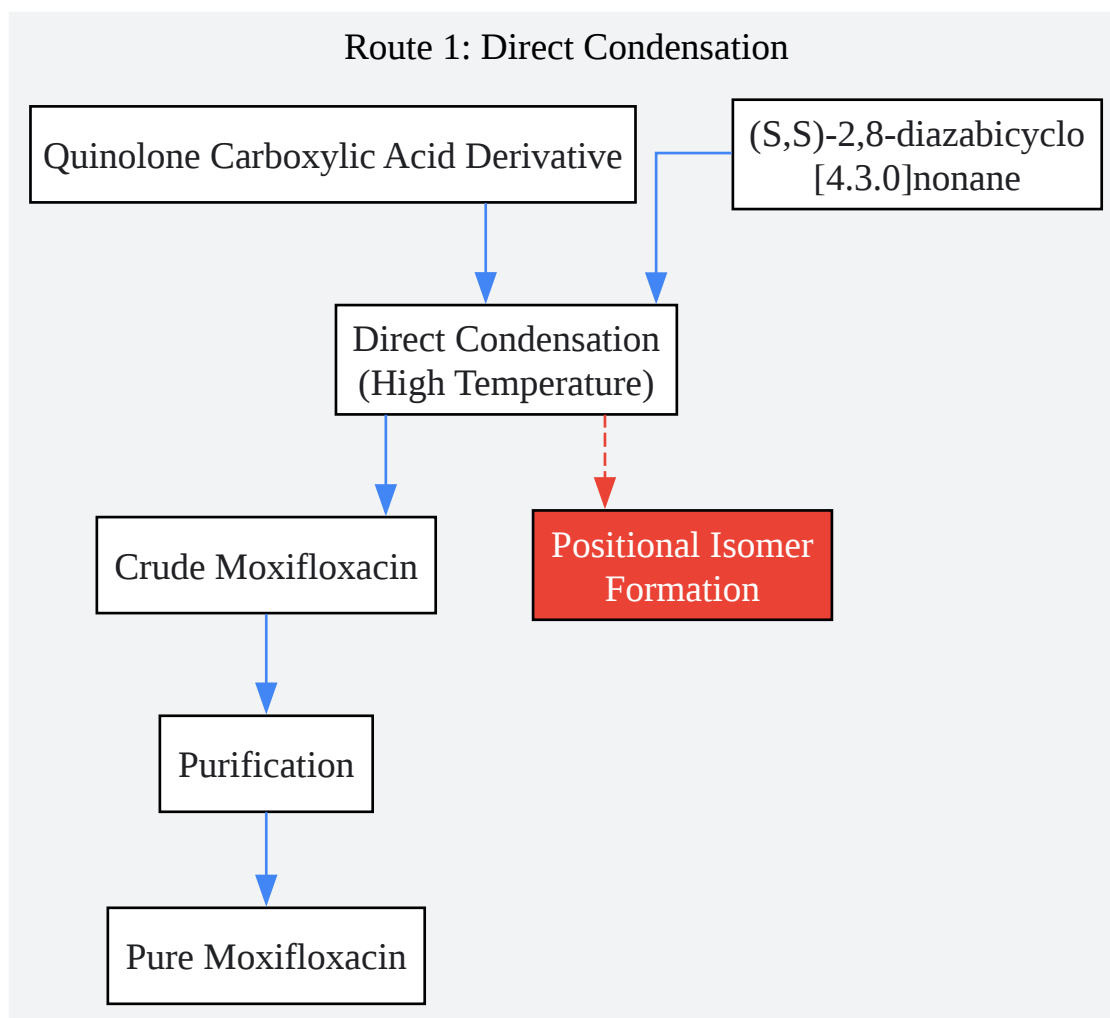 Route 1: Direct Condensation
Quinolone Carboxylic Acid Derivative
(S,S)-2,8-diazabicyclo
[4.3.0]nonane
Direct Condensation
(High Temperature)
Crude Moxifloxacin
Positional Isomer
Formation
Purification
Pure Moxifloxacin